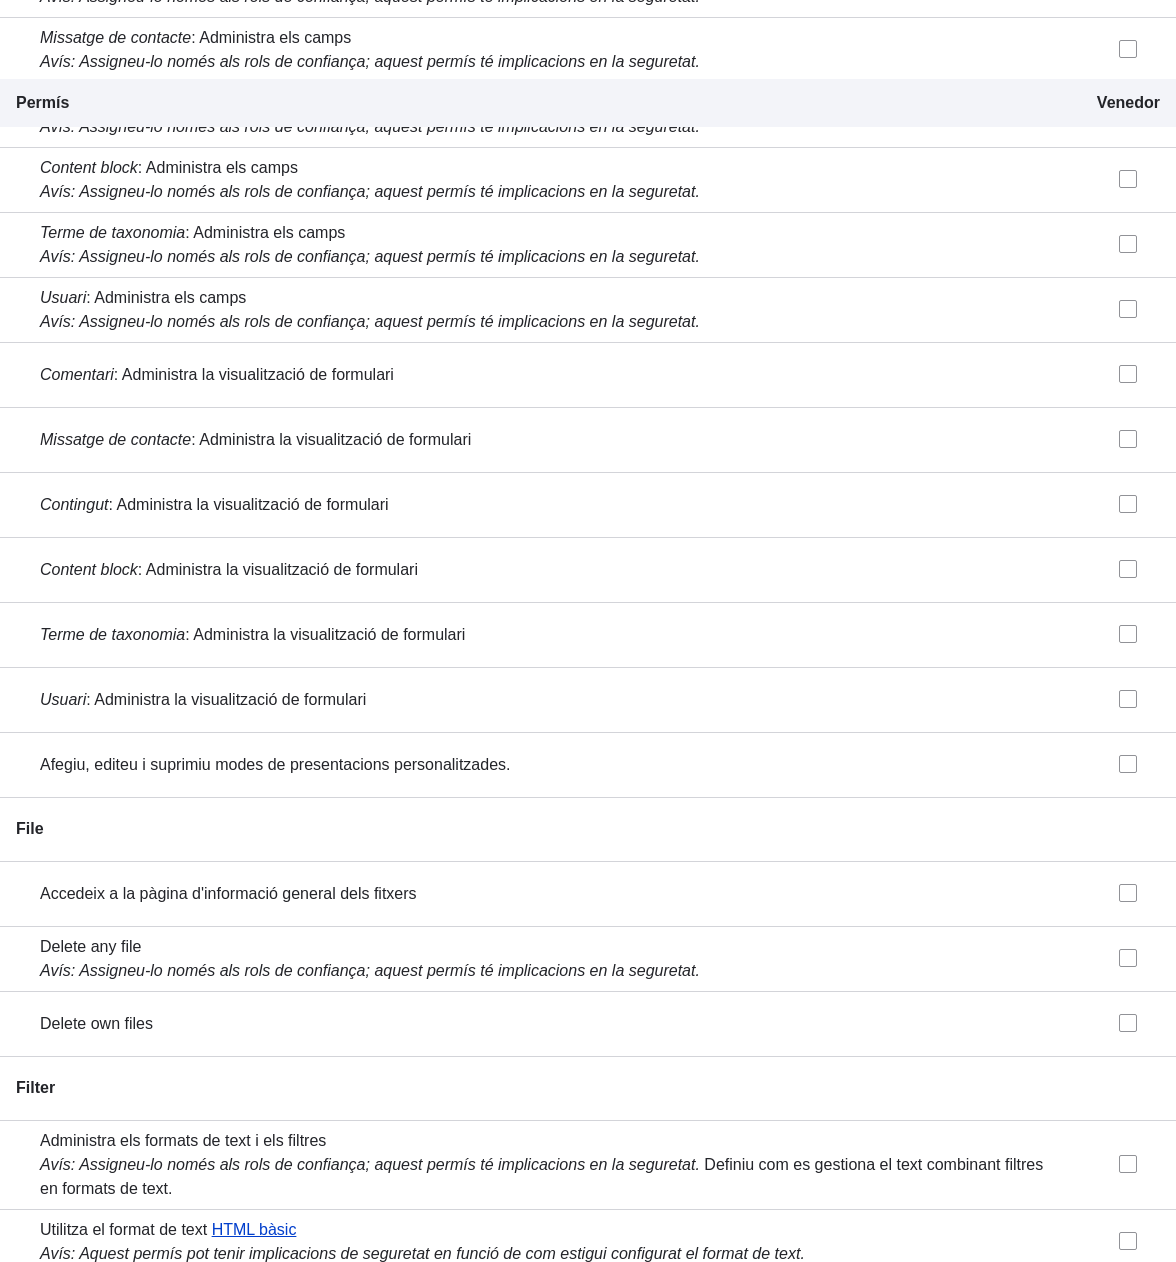 Avís: Assigneu-lo només als rols de confiança; aquest permís té implicacions en la seguretat.
Missatge de contacte: Administra els camps
Avís: Assigneu-lo només als rols de confiança; aquest permís té implicacions en la seguretat.
Permís Venedor
Avís: Assigneu-lo només als rols de confiança; aquest permís té implicacions en la seguretat.
Content block: Administra els camps
Avís: Assigneu-lo només als rols de confiança; aquest permís té implicacions en la seguretat.
Terme de taxonomia: Administra els camps
Avís: Assigneu-lo només als rols de confiança; aquest permís té implicacions en la seguretat.
Usuari: Administra els camps
Avís: Assigneu-lo només als rols de confiança; aquest permís té implicacions en la seguretat.
Comentari: Administra la visualització de formulari
Missatge de contacte: Administra la visualització de formulari
Contingut: Administra la visualització de formulari
Content block: Administra la visualització de formulari
Terme de taxonomia: Administra la visualització de formulari
Usuari: Administra la visualització de formulari
Afegiu, editeu i suprimiu modes de presentacions personalitzades.
File
Accedeix a la pàgina d'informació general dels fitxers
Delete any file
Avís: Assigneu-lo només als rols de confiança; aquest permís té implicacions en la seguretat.
Delete own files
Filter
Administra els formats de text i els filtres
Avís: Assigneu-lo només als rols de confiança; aquest permís té implicacions en la seguretat. Definiu com es gestiona el text combinant filtres
en formats de text.
Utilitza el format de text HTML bàsic
Avís: Aquest permís pot tenir implicacions de seguretat en funció de com estigui configurat el format de text.